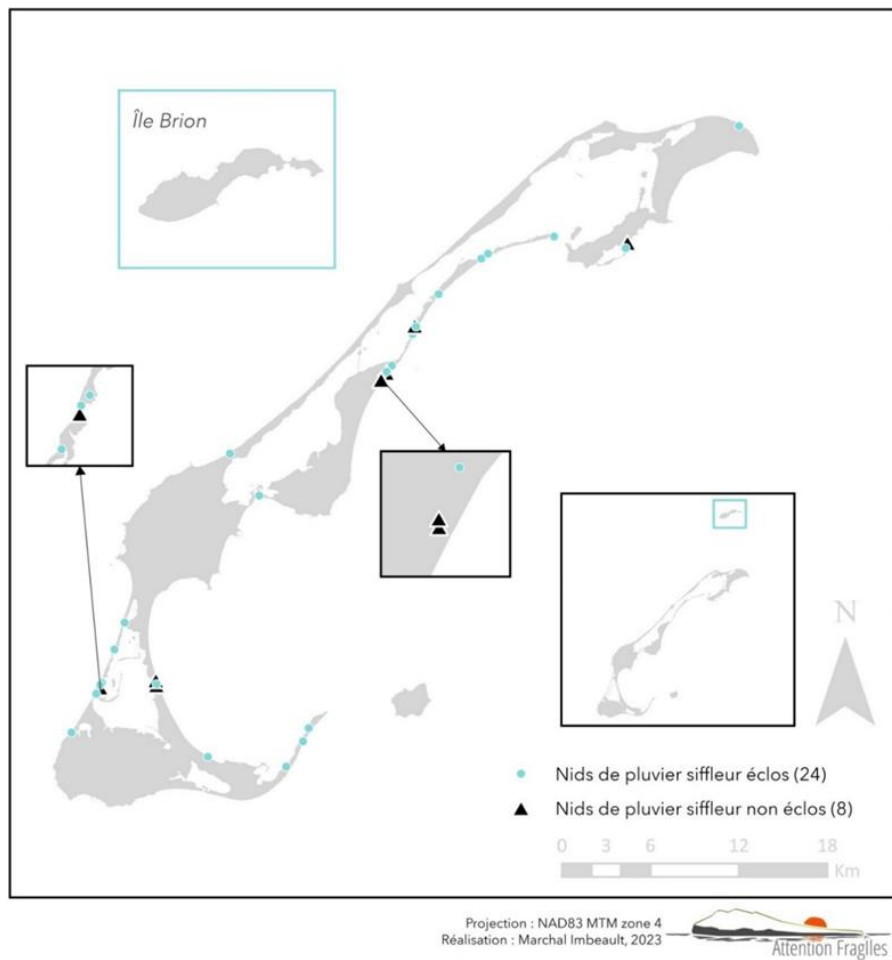 Île Brion
N
Nids de pluvier siffleur éclos (24)
Nids de pluvier siffleur non éclos (8)
0 3 6 12 18
Km
Projection : NAD83 MTM zone 4
Réalisation : Marchal Imbeault, 2023
Attention FragÎles